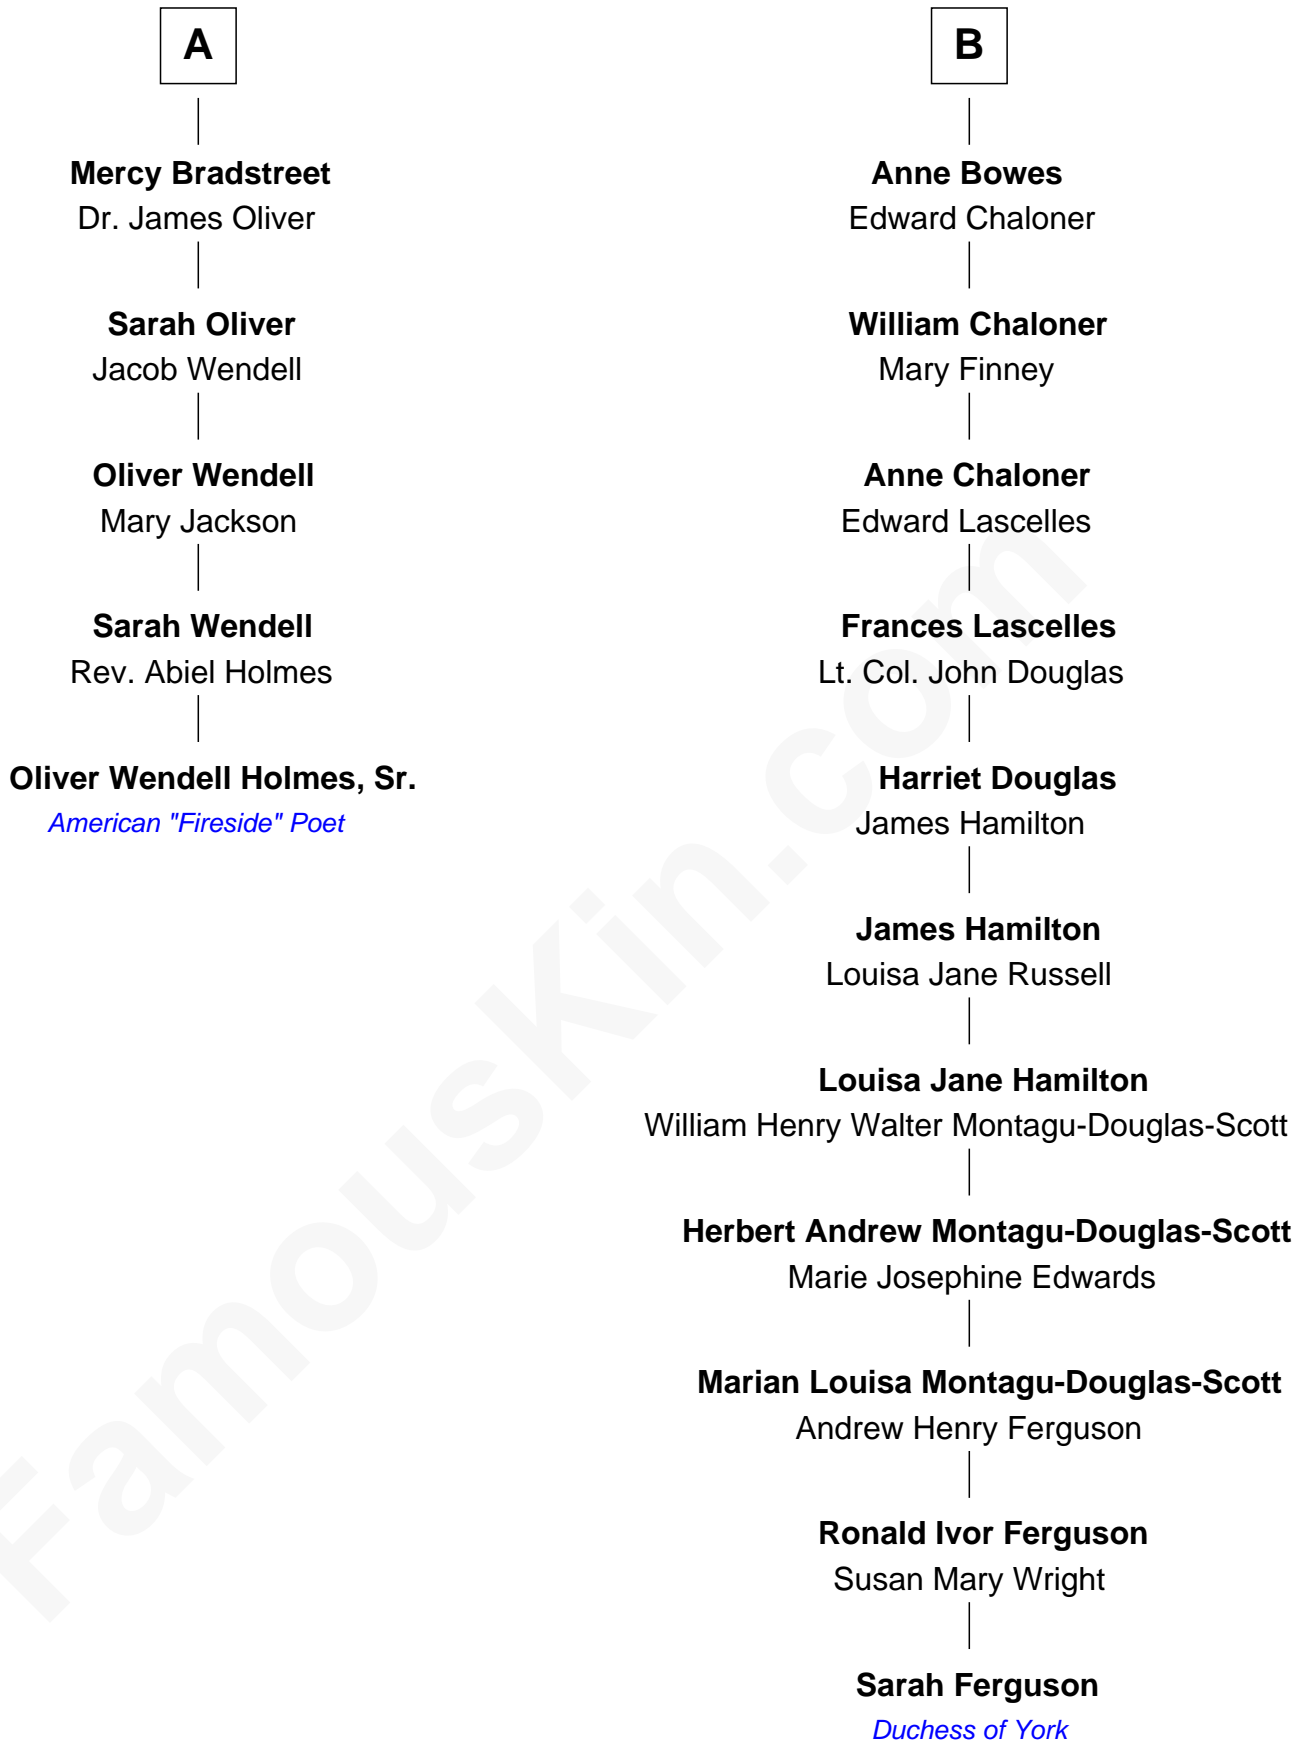 A
Mercy Bradstreet
Dr. James Oliver
Sarah Oliver
Jacob Wendell
Oliver Wendell
Mary Jackson
Sarah Wendell
Rev. Abiel Holmes
Oliver Wendell Holmes, Sr.
American "Fireside" Poet
B
Anne Bowes
Edward Chaloner
William Chaloner
Mary Finney
Anne Chaloner
Edward Lascelles
Frances Lascelles
Lt. Col. John Douglas
Harriet Douglas
James Hamilton
James Hamilton
Louisa Jane Russell
Louisa Jane Hamilton
William Henry Walter Montagu-Douglas-Scott
Herbert Andrew Montagu-Douglas-Scott
Marie Josephine Edwards
Marian Louisa Montagu-Douglas-Scott
Andrew Henry Ferguson
Ronald Ivor Ferguson
Susan Mary Wright
Sarah Ferguson
Duchess of York
FamousKin.com